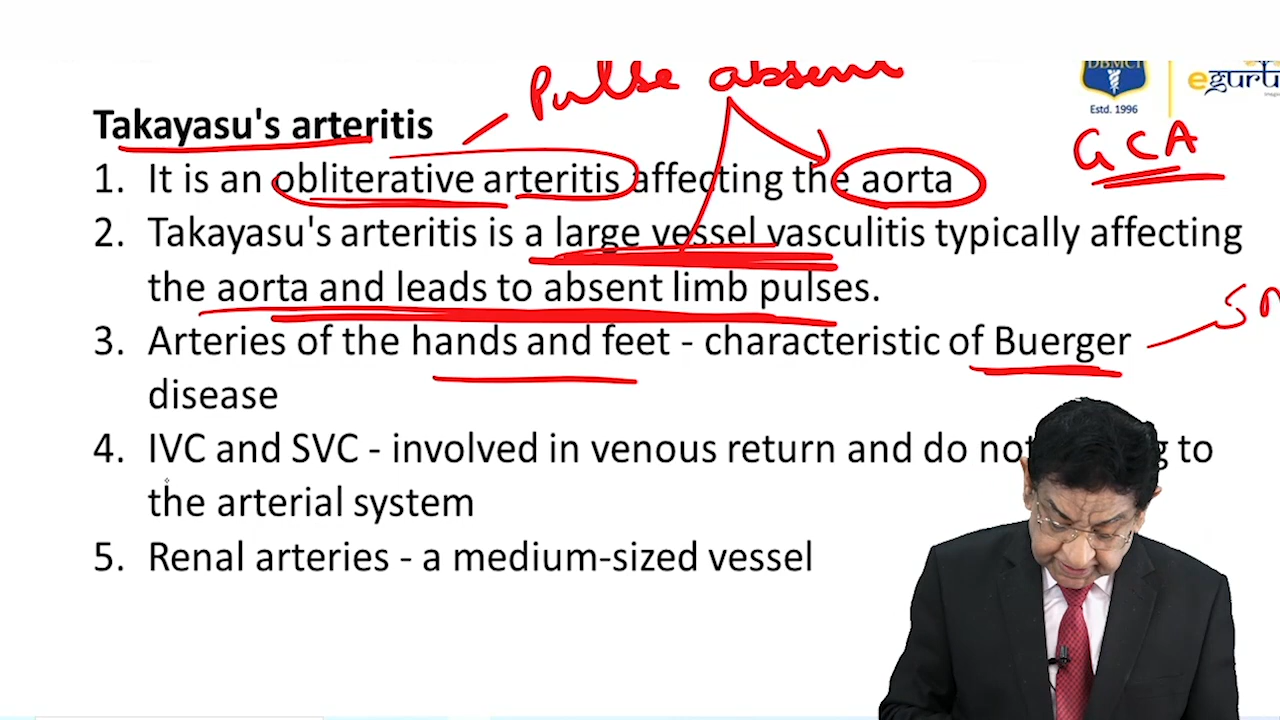 Pulse absent
DBMCI
Estd. 1996
eguru
GCA
Takayasu's arteritis
1. It is an obliterative arteritis affecting the aorta
2. Takayasu's arteritis is a large vessel vasculitis typically affecting
the aorta and leads to absent limb pulses.
3. Arteries of the hands and feet - characteristic of Buerger
disease
4. IVC and SVC - involved in venous return and do not to
the arterial system
5. Renal arteries - a medium-sized vessel